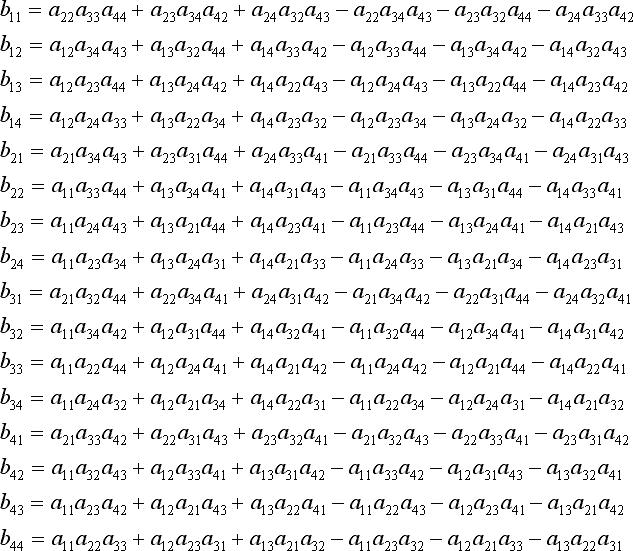 b₁₁ = a₂₂a₃₃a₄₄ + a₂₃a₃₄a₄₂ + a₂₄a₃₂a₄₃ − a₂₂a₃₄a₄₃ − a₂₃a₃₂a₄₄ − a₂₄a₃₃a₄₂
b₁₂ = a₁₂a₃₄a₄₃ + a₁₃a₃₂a₄₄ + a₁₄a₃₃a₄₂ − a₁₂a₃₃a₄₄ − a₁₃a₃₄a₄₂ − a₁₄a₃₂a₄₃
b₁₃ = a₁₂a₂₃a₄₄ + a₁₃a₂₄a₄₂ + a₁₄a₂₂a₄₃ − a₁₂a₂₄a₄₃ − a₁₃a₂₂a₄₄ − a₁₄a₂₃a₄₂
b₁₄ = a₁₂a₂₄a₃₃ + a₁₃a₂₂a₃₄ + a₁₄a₂₃a₃₂ − a₁₂a₂₃a₃₄ − a₁₃a₂₄a₃₂ − a₁₄a₂₂a₃₃
b₂₁ = a₂₁a₃₄a₄₃ + a₂₃a₃₁a₄₄ + a₂₄a₃₃a₄₁ − a₂₁a₃₃a₄₄ − a₂₃a₃₄a₄₁ − a₂₄a₃₁a₄₃
b₂₂ = a₁₁a₃₃a₄₄ + a₁₃a₃₄a₄₁ + a₁₄a₃₁a₄₃ − a₁₁a₃₄a₄₃ − a₁₃a₃₁a₄₄ − a₁₄a₃₃a₄₁
b₂₃ = a₁₁a₂₄a₄₃ + a₁₃a₂₁a₄₄ + a₁₄a₂₃a₄₁ − a₁₁a₂₃a₄₄ − a₁₃a₂₄a₄₁ − a₁₄a₂₁a₄₃
b₂₄ = a₁₁a₂₃a₃₄ + a₁₃a₂₄a₃₁ + a₁₄a₂₁a₃₃ − a₁₁a₂₄a₃₃ − a₁₃a₂₁a₃₄ − a₁₄a₂₃a₃₁
b₃₁ = a₂₁a₃₂a₄₄ + a₂₂a₃₄a₄₁ + a₂₄a₃₁a₄₂ − a₂₁a₃₄a₄₂ − a₂₂a₃₁a₄₄ − a₂₄a₃₂a₄₁
b₃₂ = a₁₁a₃₄a₄₂ + a₁₂a₃₁a₄₄ + a₁₄a₃₂a₄₁ − a₁₁a₃₂a₄₄ − a₁₂a₃₄a₄₁ − a₁₄a₃₁a₄₂
b₃₃ = a₁₁a₂₂a₄₄ + a₁₂a₂₄a₄₁ + a₁₄a₂₁a₄₂ − a₁₁a₂₄a₄₂ − a₁₂a₂₁a₄₄ − a₁₄a₂₂a₄₁
b₃₄ = a₁₁a₂₄a₃₂ + a₁₂a₂₁a₃₄ + a₁₄a₂₂a₃₁ − a₁₁a₂₂a₃₄ − a₁₂a₂₄a₃₁ − a₁₄a₂₁a₃₂
b₄₁ = a₂₁a₃₃a₄₂ + a₂₂a₃₁a₄₃ + a₂₃a₃₂a₄₁ − a₂₁a₃₂a₄₃ − a₂₂a₃₃a₄₁ − a₂₃a₃₁a₄₂
b₄₂ = a₁₁a₃₂a₄₃ + a₁₂a₃₃a₄₁ + a₁₃a₃₁a₄₂ − a₁₁a₃₃a₄₂ − a₁₂a₃₁a₄₃ − a₁₃a₃₂a₄₁
b₄₃ = a₁₁a₂₃a₄₂ + a₁₂a₂₁a₄₃ + a₁₃a₂₂a₄₁ − a₁₁a₂₂a₄₃ − a₁₂a₂₃a₄₁ − a₁₃a₂₁a₄₂
b₄₄ = a₁₁a₂₂a₃₃ + a₁₂a₂₃a₃₁ + a₁₃a₂₁a₃₂ − a₁₁a₂₃a₃₂ − a₁₂a₂₁a₃₃ − a₁₃a₂₂a₃₁